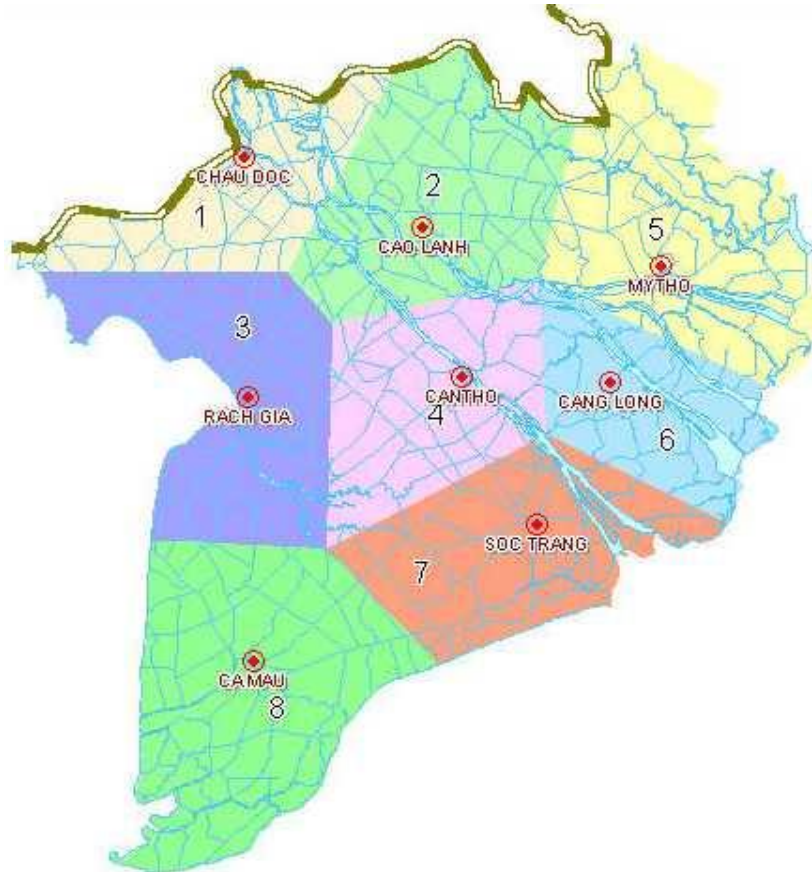 CHAU DOC
1
2
CAO LANH
5
MYTHO
3
RACH GIA
CANTHO
4
CANG LONG
6
SOC TRANG
7
CA MAU
8